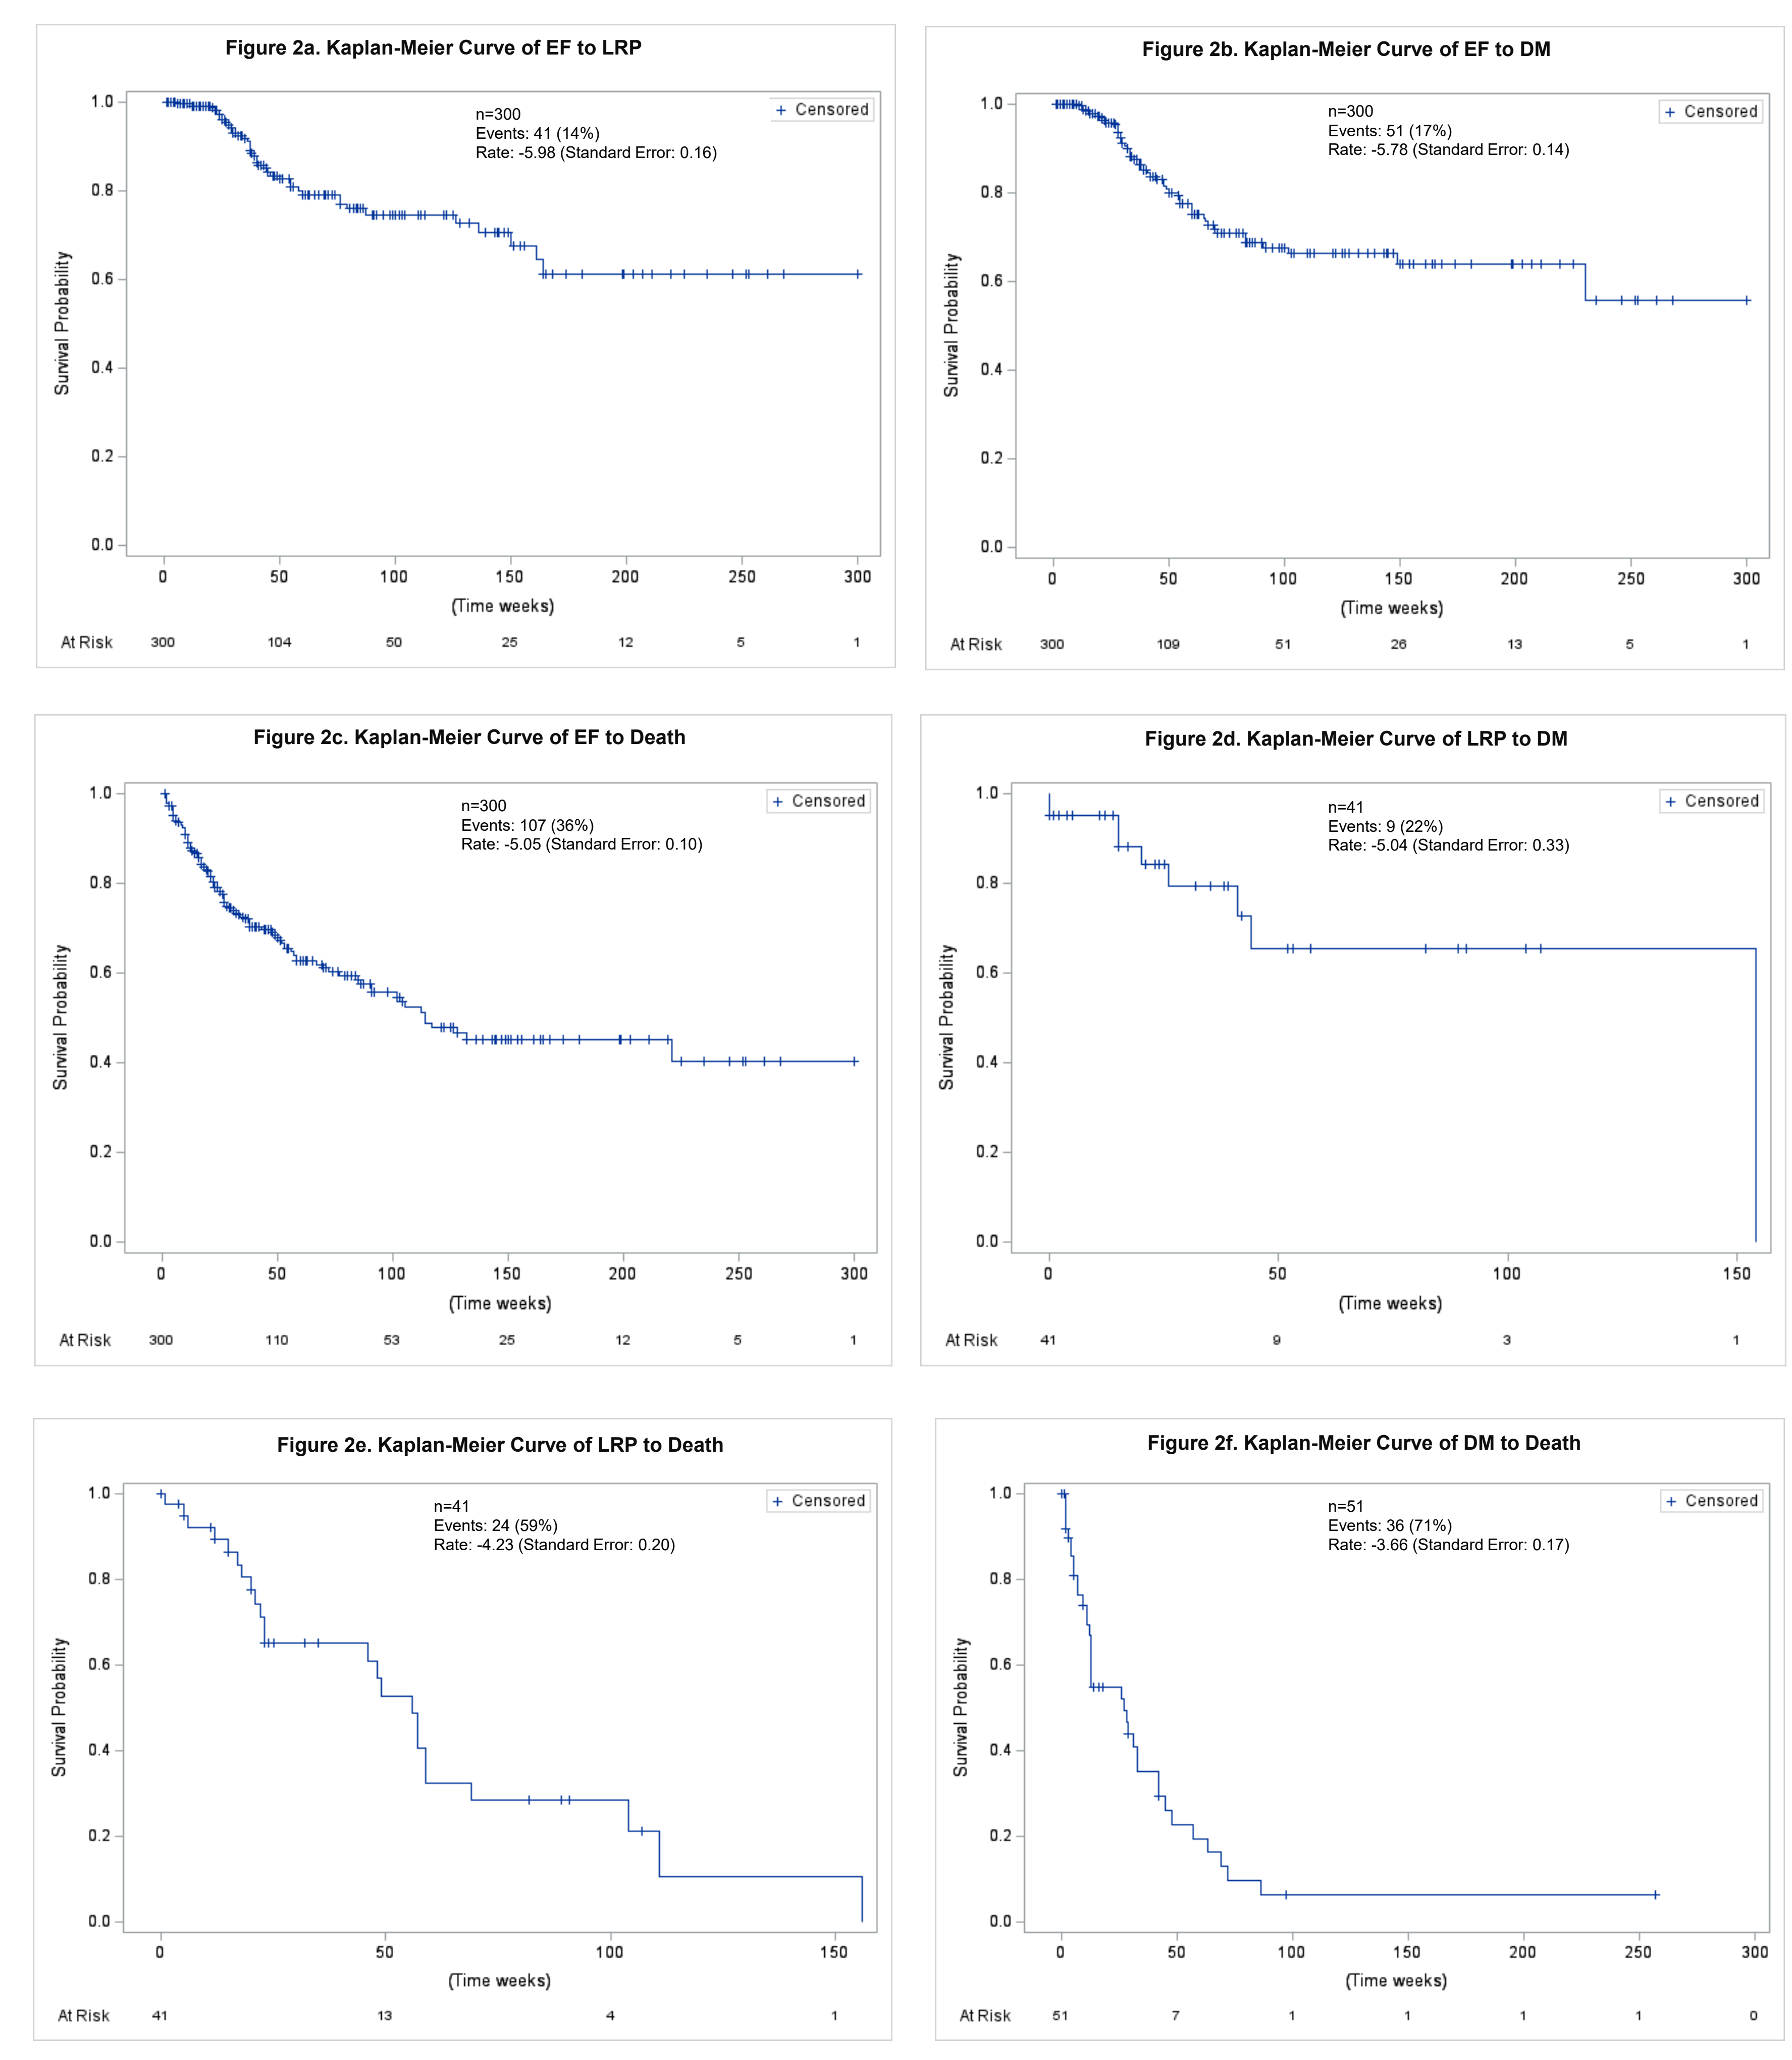 Figure 2a. Kaplan-Meier Curve of EF to LRP
n=300
Events: 41 (14%)
Rate: -5.98 (Standard Error: 0.16)
+ Censored
Survival Probability
1.0
0.8
0.6
0.4
0.2
0.0
0 50 100 150 200 250 300
(Time weeks)
At Risk 300 104 50 25 12 5 1
Figure 2b. Kaplan-Meier Curve of EF to DM
n=300
Events: 51 (17%)
Rate: -5.78 (Standard Error: 0.14)
+ Censored
Survival Probability
1.0
0.8
0.6
0.4
0.2
0.0
0 50 100 150 200 250 300
(Time weeks)
At Risk 300 109 51 26 13 5 1
Figure 2c. Kaplan-Meier Curve of EF to Death
n=300
Events: 107 (36%)
Rate: -5.05 (Standard Error: 0.10)
+ Censored
Survival Probability
1.0
0.8
0.6
0.4
0.2
0.0
0 50 100 150 200 250 300
(Time weeks)
At Risk 300 110 53 25 12 5 1
Figure 2d. Kaplan-Meier Curve of LRP to DM
n=41
Events: 9 (22%)
Rate: -5.04 (Standard Error: 0.33)
+ Censored
Survival Probability
1.0
0.8
0.6
0.4
0.2
0.0
0 50 100 150
(Time weeks)
At Risk 41 9 3 1
Figure 2e. Kaplan-Meier Curve of LRP to Death
n=41
Events: 24 (59%)
Rate: -4.23 (Standard Error: 0.20)
+ Censored
Survival Probability
1.0
0.8
0.6
0.4
0.2
0.0
0 50 100 150
(Time weeks)
At Risk 41 13 4 1
Figure 2f. Kaplan-Meier Curve of DM to Death
n=51
Events: 36 (71%)
Rate: -3.66 (Standard Error: 0.17)
+ Censored
Survival Probability
1.0
0.8
0.6
0.4
0.2
0.0
0 50 100 150 200 250 300
(Time weeks)
At Risk 51 7 1 1 1 1 0